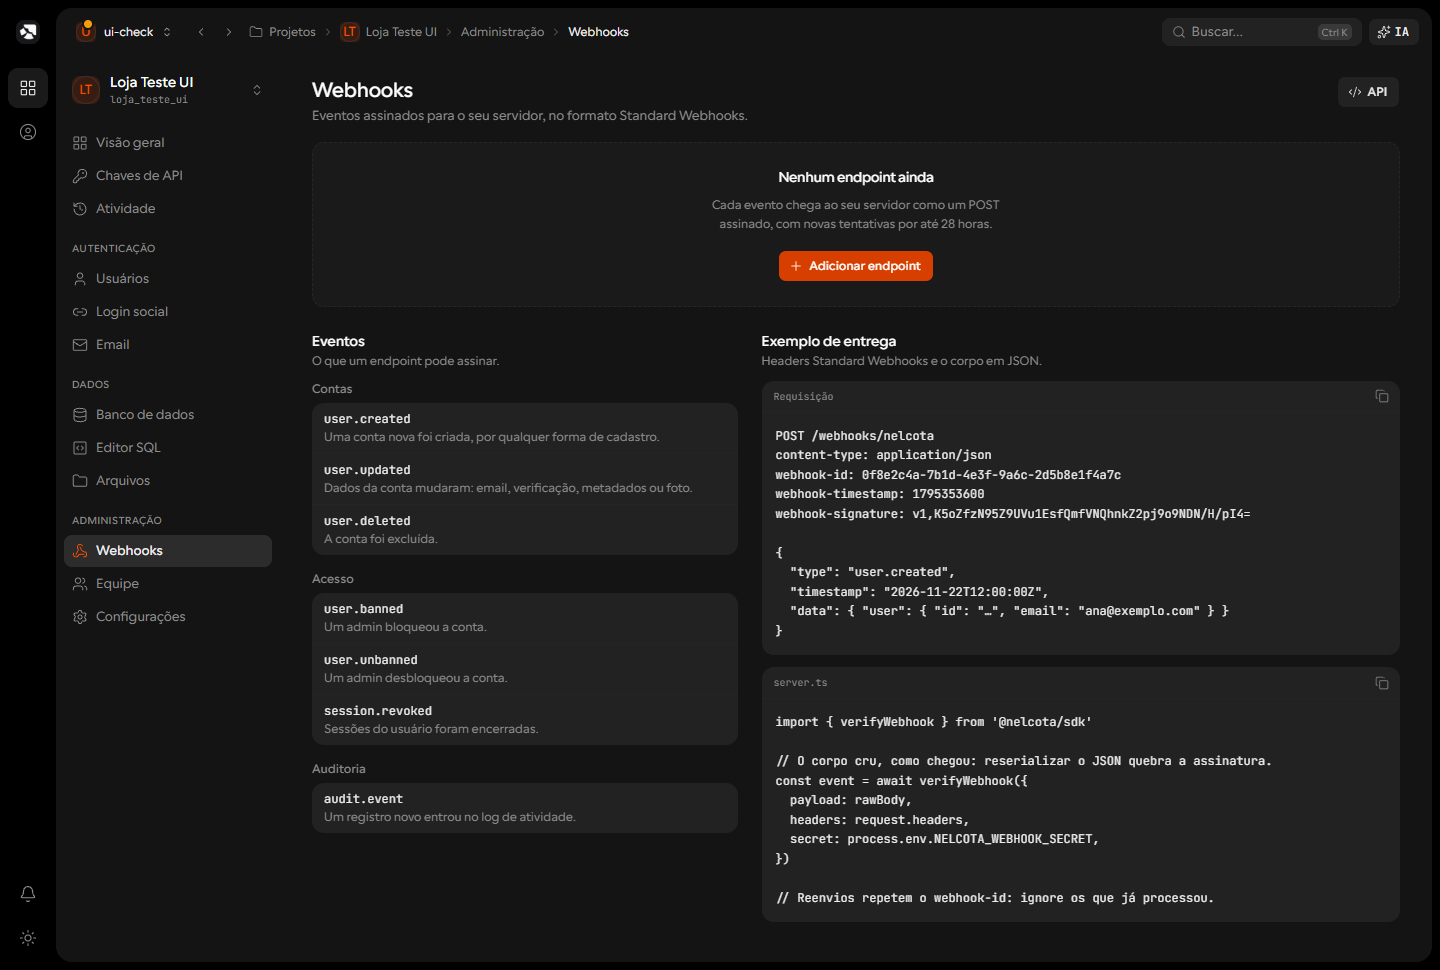 U ui-check
Projetos
LT Loja Teste UI
Administração
Webhooks
Buscar...
Ctrl K
IA
LT Loja Teste UI
loja_teste_ui
Visão geral
Chaves de API
Atividade
AUTENTICAÇÃO
Usuários
Login social
Email
DADOS
Banco de dados
Editor SQL
Arquivos
ADMINISTRAÇÃO
Webhooks
Equipe
Configurações
Webhooks
Eventos assinados para o seu servidor, no formato Standard Webhooks.
</> API
Nenhum endpoint ainda
Cada evento chega ao seu servidor como um POST
assinado, com novas tentativas por até 28 horas.
+ Adicionar endpoint
Eventos
O que um endpoint pode assinar.
Contas
user.created
Uma conta nova foi criada, por qualquer forma de cadastro.
user.updated
Dados da conta mudaram: email, verificação, metadados ou foto.
user.deleted
A conta foi excluída.
Acesso
user.banned
Um admin bloqueou a conta.
user.unbanned
Um admin desbloqueou a conta.
session.revoked
Sessões do usuário foram encerradas.
Auditoria
audit.event
Um registro novo entrou no log de atividade.
Exemplo de entrega
Headers Standard Webhooks e o corpo em JSON.
Requisição
POST /webhooks/nelcota
content-type: application/json
webhook-id: 0f8e2c4a-7b1d-4e3f-9a6c-2d5b8e1f4a7c
webhook-timestamp: 1795353600
webhook-signature: v1,K5oZfzN95Z9UVu1EsfQmfVNQhnkZ2pj9o9NDN/H/pI4=
{
"type": "user.created",
"timestamp": "2026-11-22T12:00:00Z",
"data": { "user": { "id": "…", "email": "ana@exemplo.com" } }
}
server.ts
import { verifyWebhook } from '@nelcota/sdk'
// O corpo cru, como chegou: reserializar o JSON quebra a assinatura.
const event = await verifyWebhook({
payload: rawBody,
headers: request.headers,
secret: process.env.NELCOTA_WEBHOOK_SECRET,
})
// Reenvios repetem o webhook-id: ignore os que já processou.